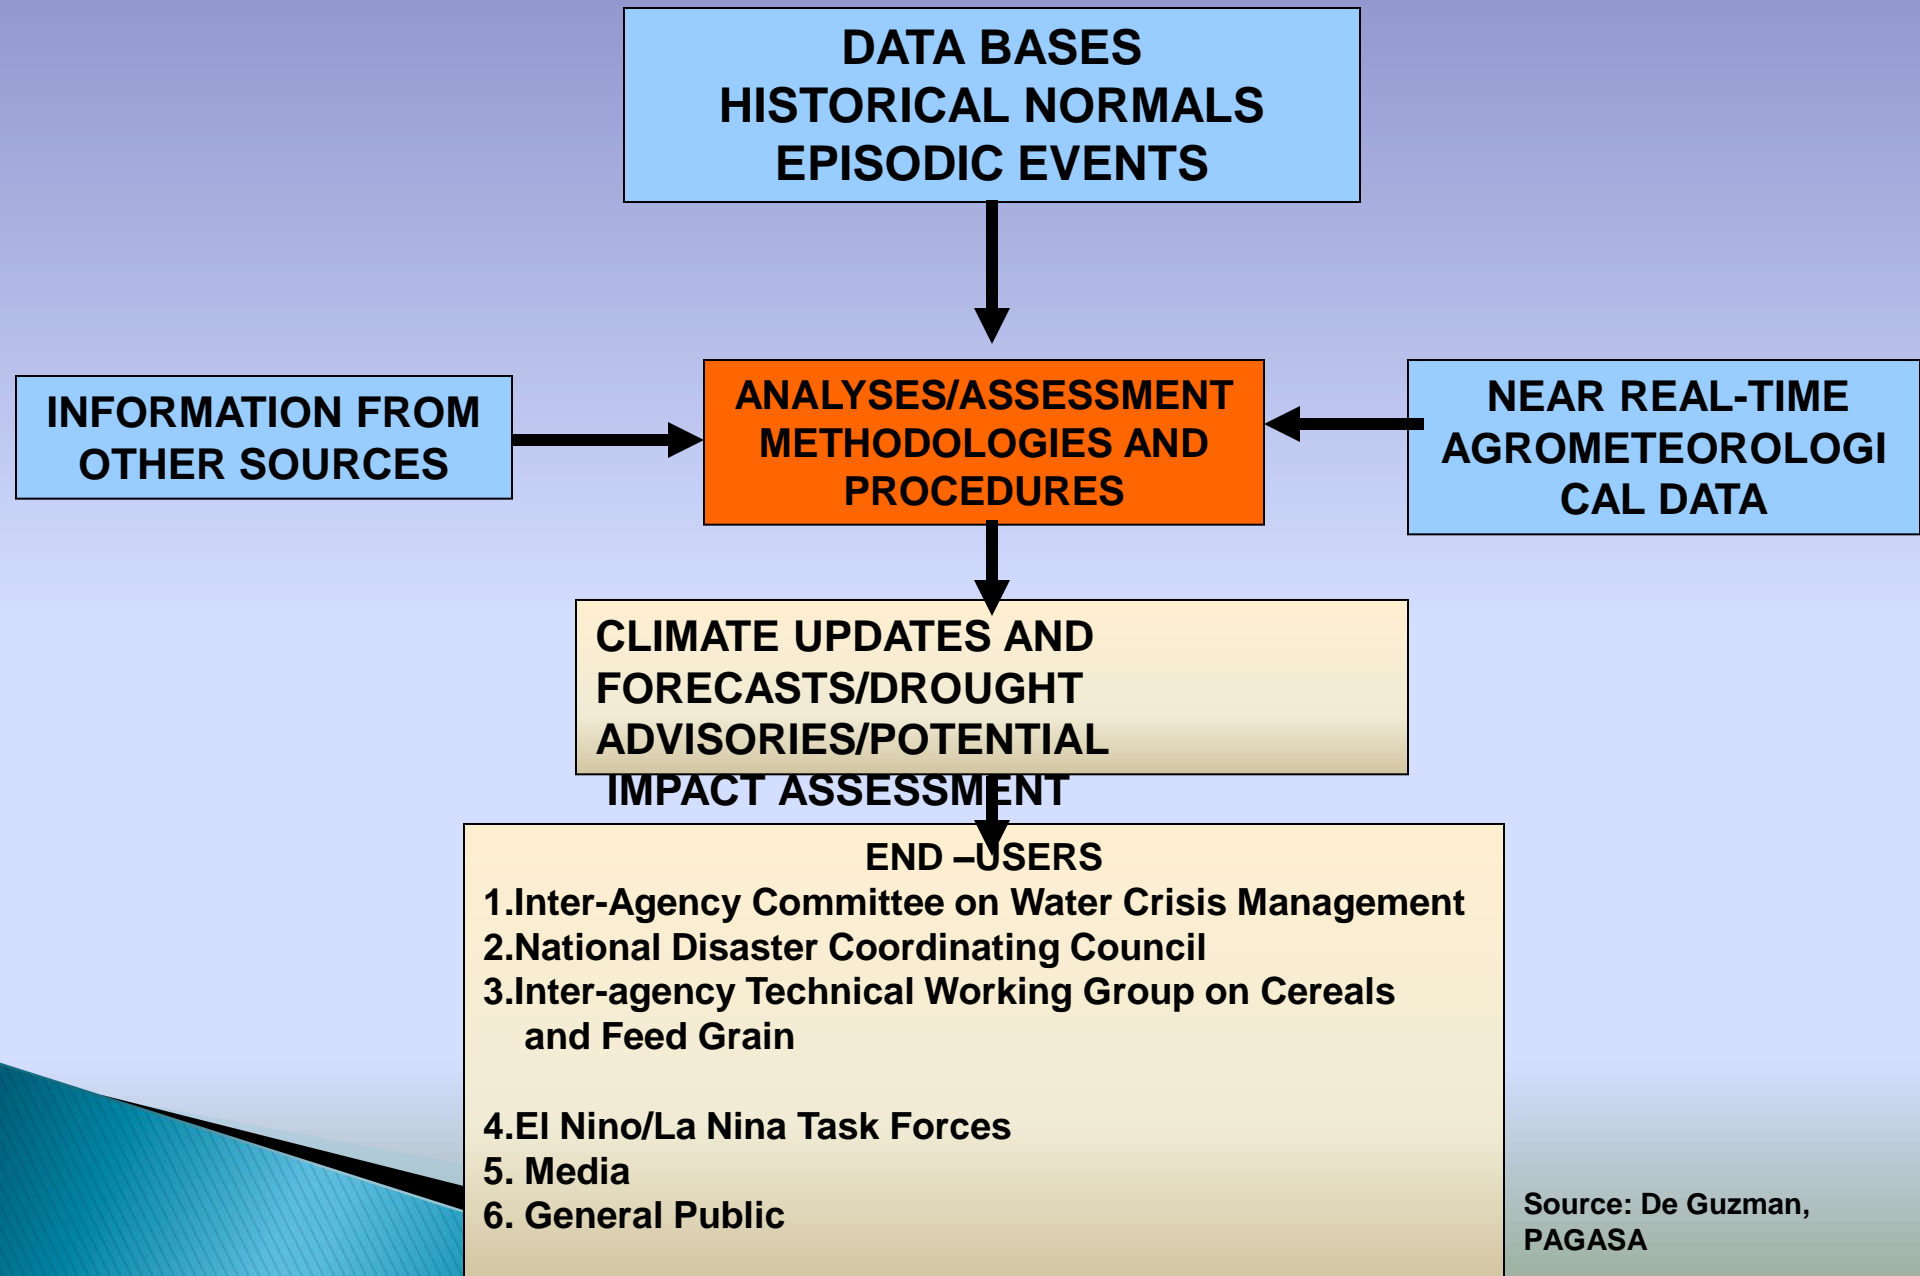 DATA BASES
HISTORICAL NORMALS
EPISODIC EVENTS
INFORMATION FROM
OTHER SOURCES
ANALYSES/ASSESSMENT
METHODOLOGIES AND
PROCEDURES
NEAR REAL-TIME
AGROMETEOROLOGI
CAL DATA
CLIMATE UPDATES AND
FORECASTS/DROUGHT
ADVISORIES/POTENTIAL
IMPACT ASSESSMENT
END –USERS
1.Inter-Agency Committee on Water Crisis Management
2.National Disaster Coordinating Council
3.Inter-agency Technical Working Group on Cereals
and Feed Grain
4.El Nino/La Nina Task Forces
5. Media
6. General Public
Source: De Guzman,
PAGASA